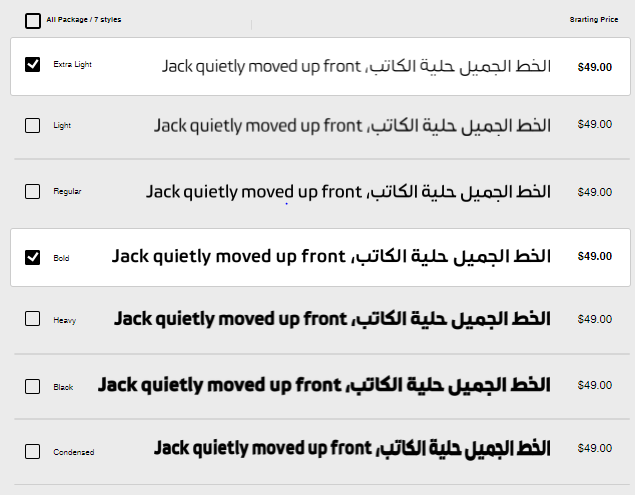 All Package / 7 styles Srarting Price
Extra Light Jack quietly moved up front الخط الجميل حلية الكاتب، $49.00
Light Jack quietly moved up front الخط الجميل حلية الكاتب، $49.00
Regular Jack quietly moved up front الخط الجميل حلية الكاتب، $49.00
Bold Jack quietly moved up front الخط الجميل حلية الكاتب، $49.00
Heavy Jack quietly moved up front الخط الجميل حلية الكاتب، $49.00
Black Jack quietly moved up front الخط الجميل حلية الكاتب، $49.00
Condensed Jack quietly moved up front الخط الجميل حلية الكاتب، $49.00